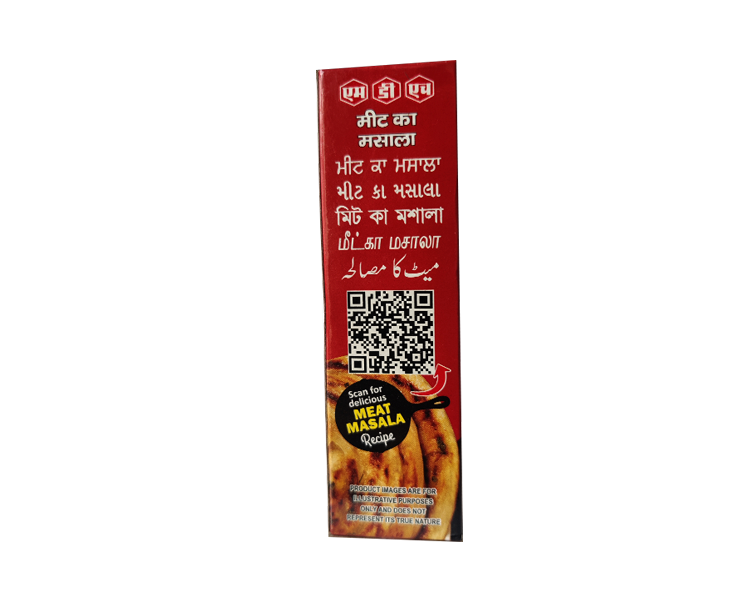 एम डी एच
मीट का
मसाला
ਮੀਟ ਕਾ ਮਸਾਲਾ
મીટ કા મસાલા
মিট কা মশালা
மீட்கா மசாலா
میٹ کا مصالحہ
Scan for
delicious
MEAT
MASALA
Recipe
PRODUCT IMAGES ARE FOR
ILLUSTRATIVE PURPOSES
ONLY AND DOES NOT
REPRESENT ITS TRUE NATURE